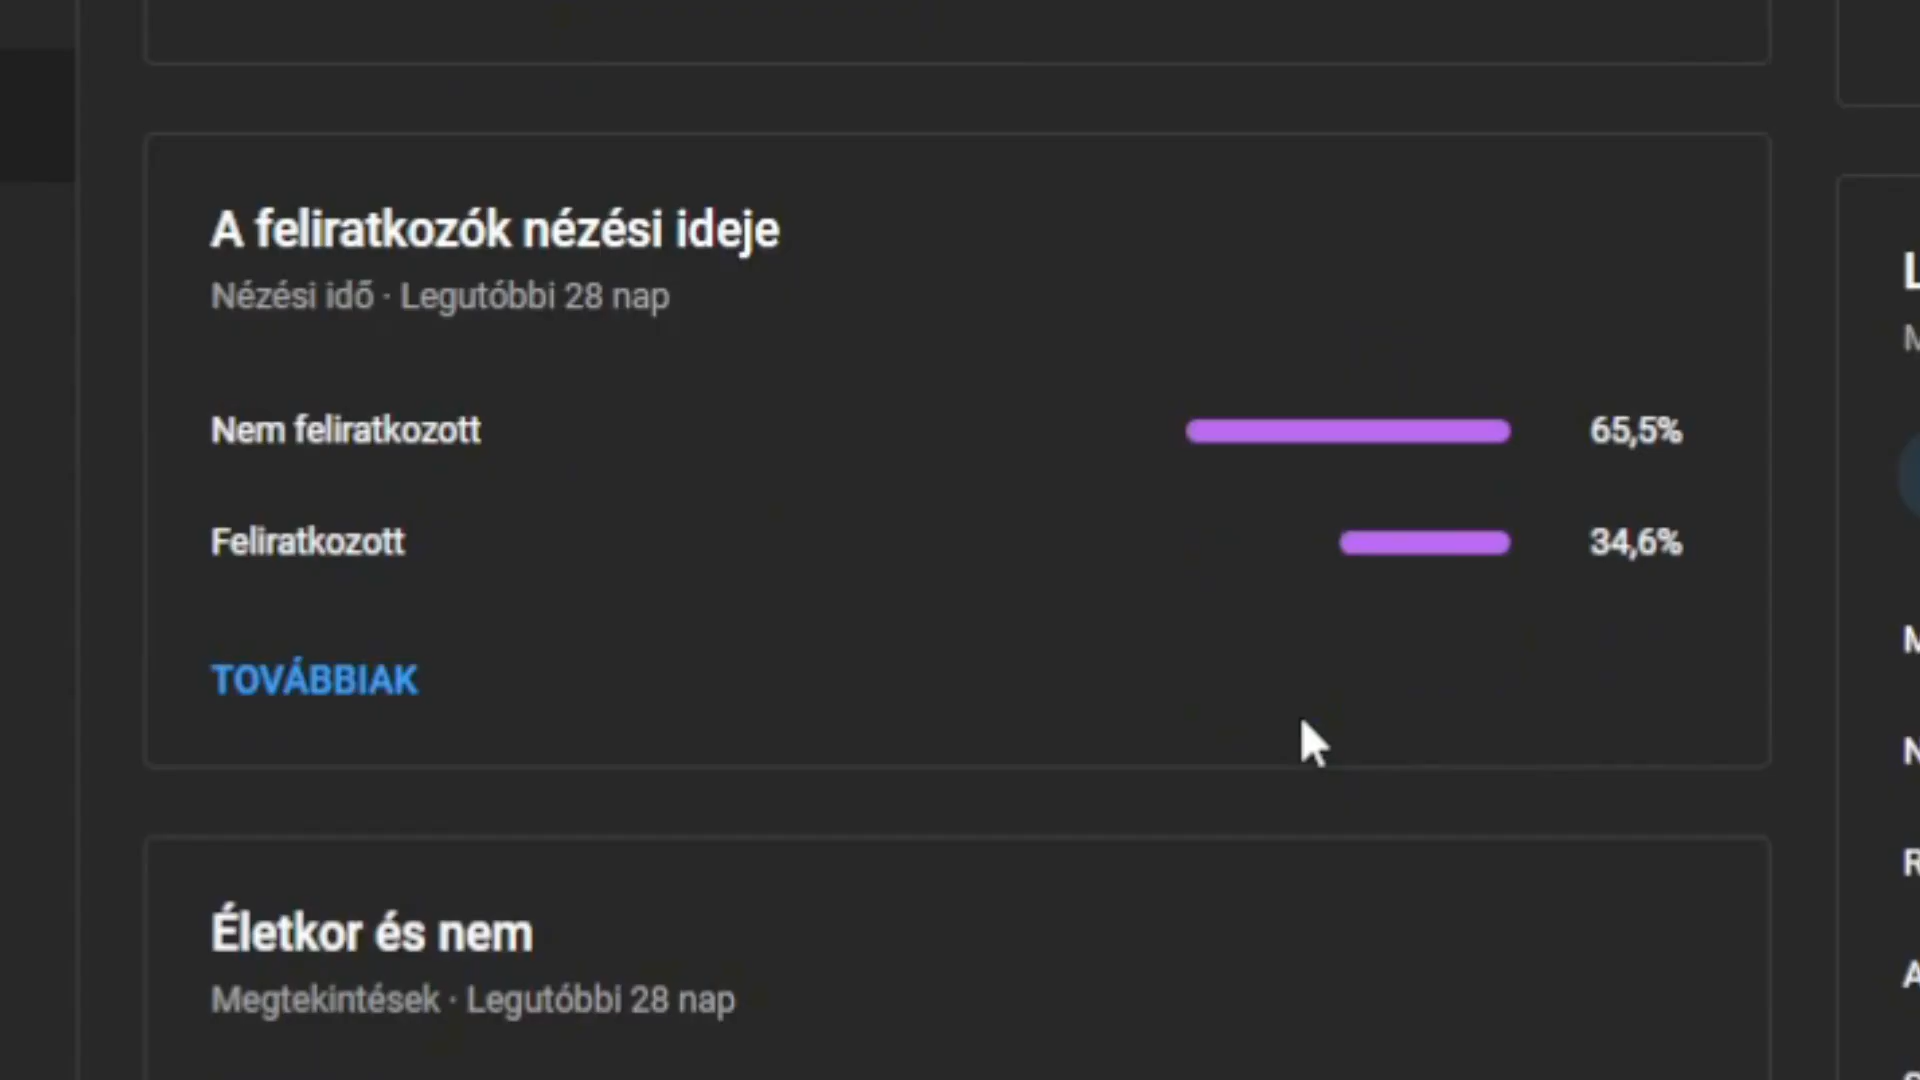 A feliratkozók nézési ideje
Nézési idő · Legutóbbi 28 nap
Nem feliratkozott 65,5%
Feliratkozott 34,6%
TOVÁBBIAK
Életkor és nem
Megtekintések · Legutóbbi 28 nap